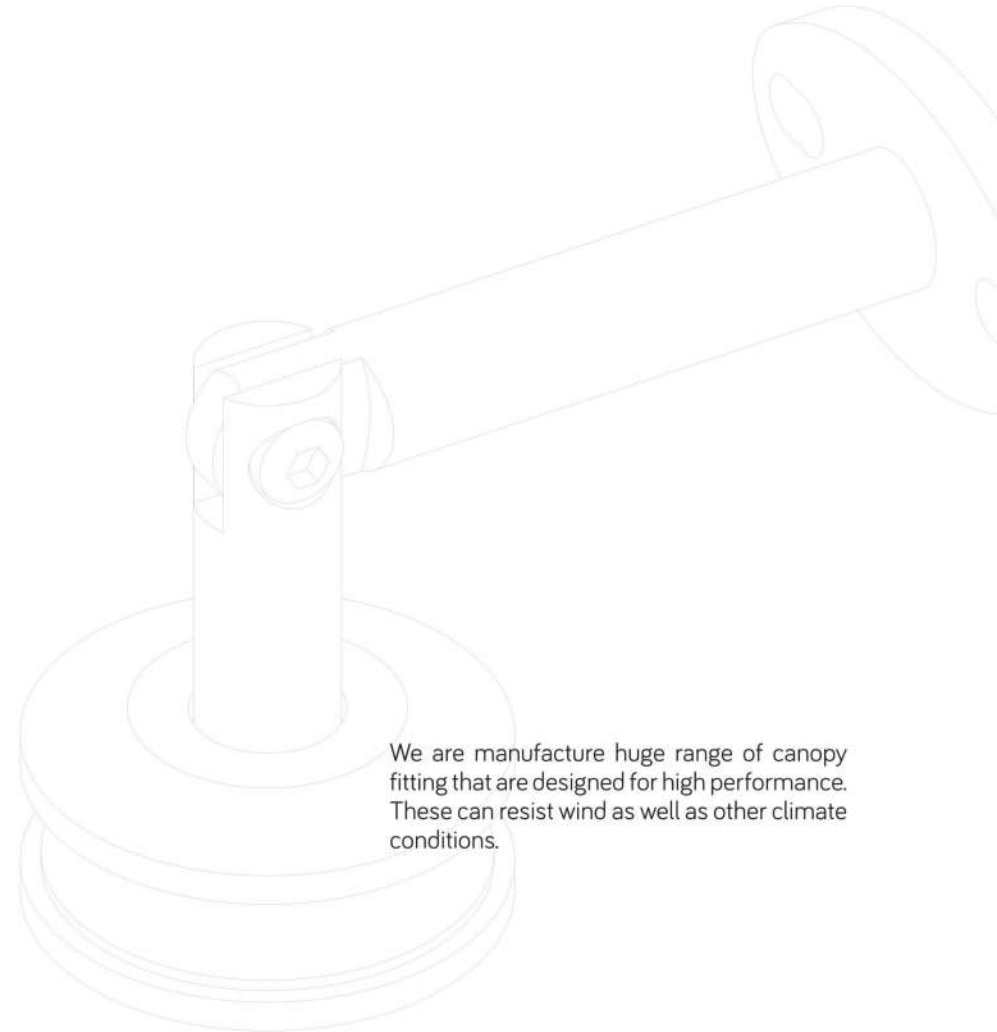 We are manufacture huge range of canopy
fitting that are designed for high performance.
These can resist wind as well as other climate
conditions.